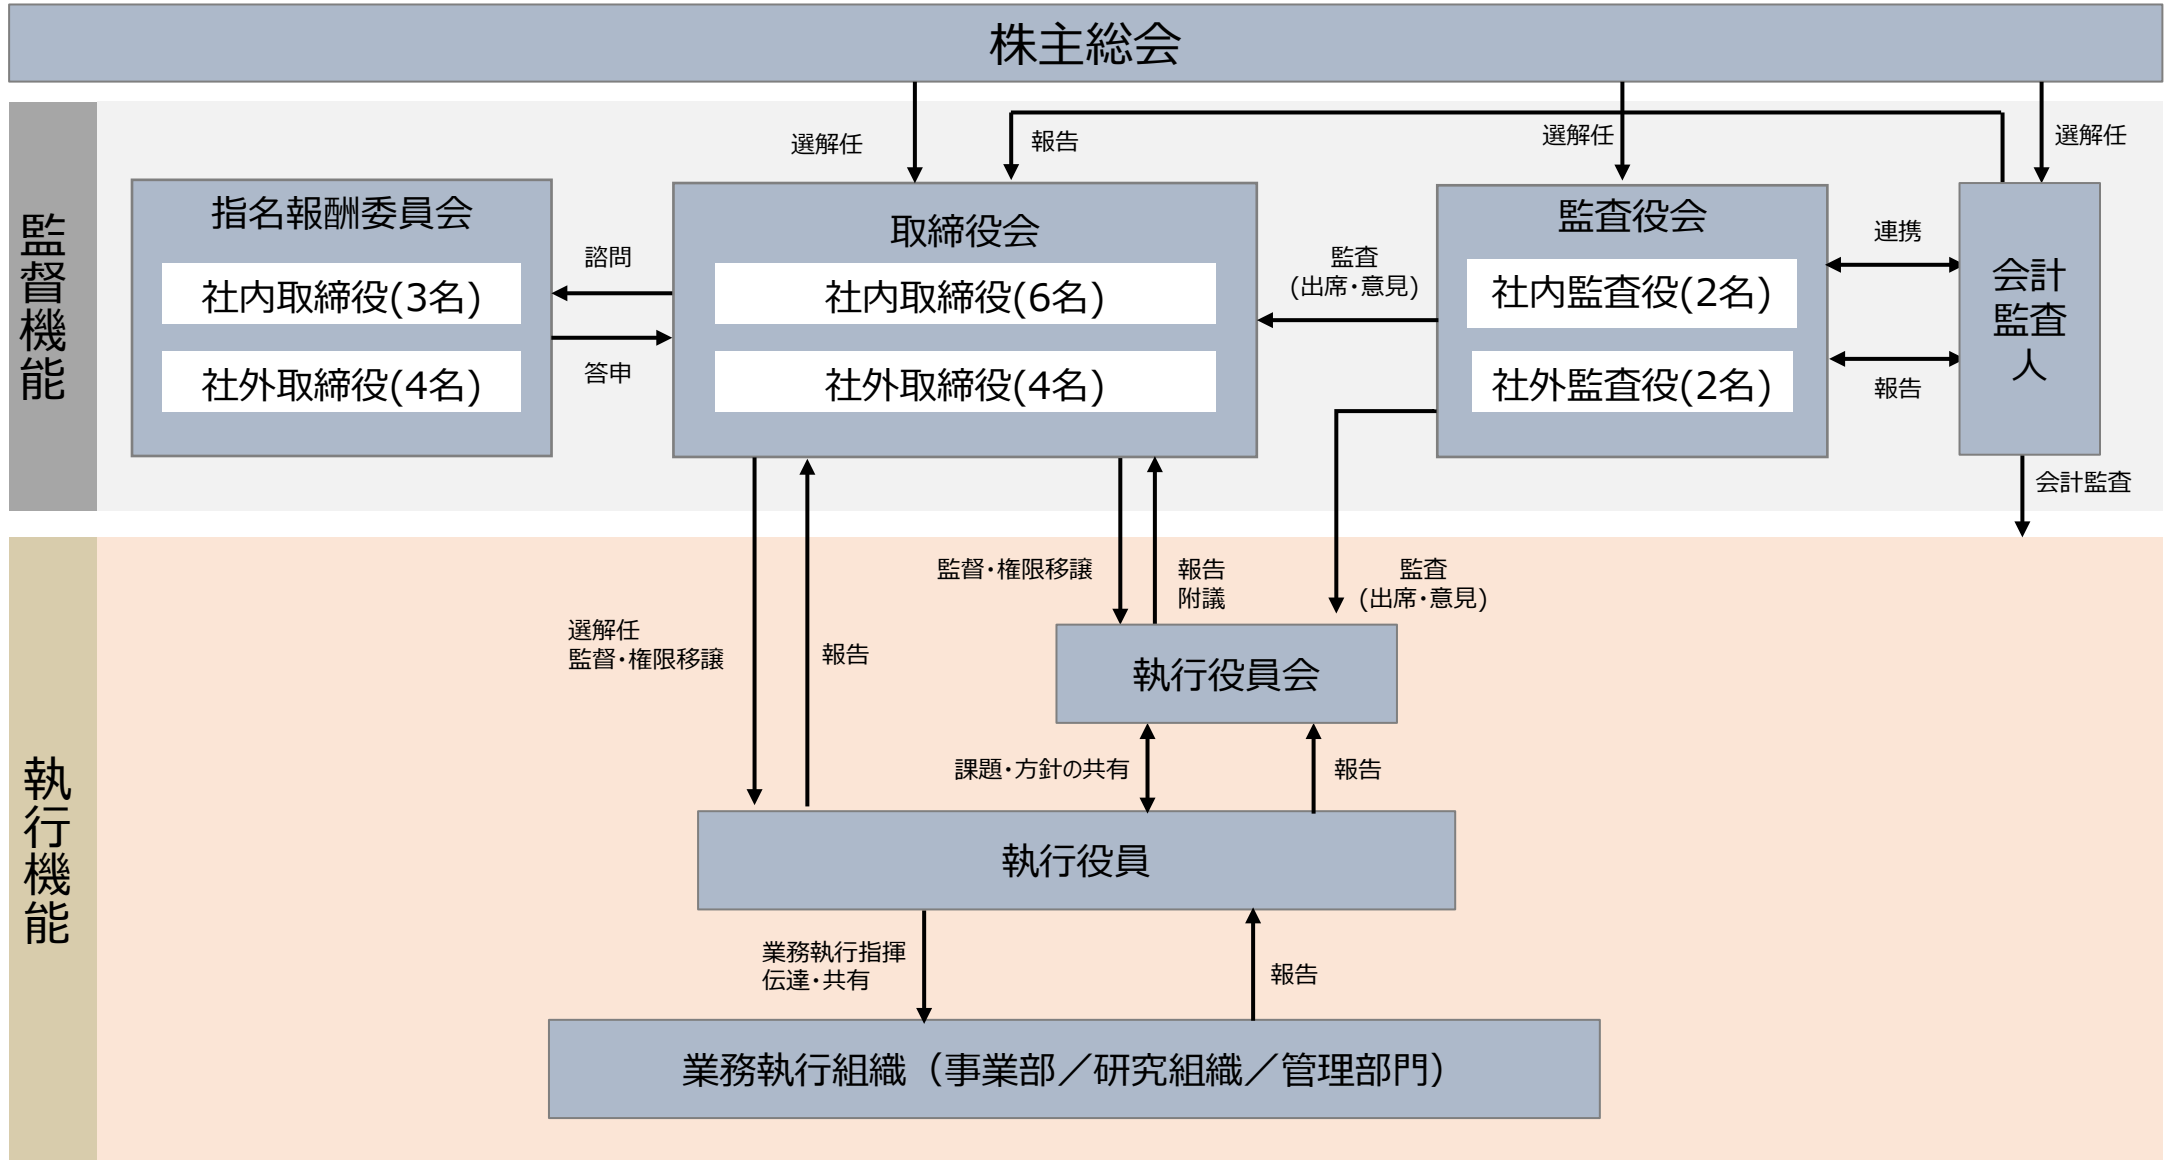 株主総会
監督機能
選解任
報告
選解任
選解任
指名報酬委員会
社内取締役(3名)
社外取締役(4名)
諮問
答申
取締役会
社内取締役(6名)
社外取締役(4名)
監査
(出席・意見)
監査役会
社内監査役(2名)
社外監査役(2名)
連携
報告
会計
監査
人
会計監査
執行機能
選解任
監督・権限移譲
報告
監督・権限移譲
報告
附議
監査
(出席・意見)
執行役員会
課題・方針の共有
報告
執行役員
業務執行指揮
伝達・共有
報告
業務執行組織（事業部／研究組織／管理部門）